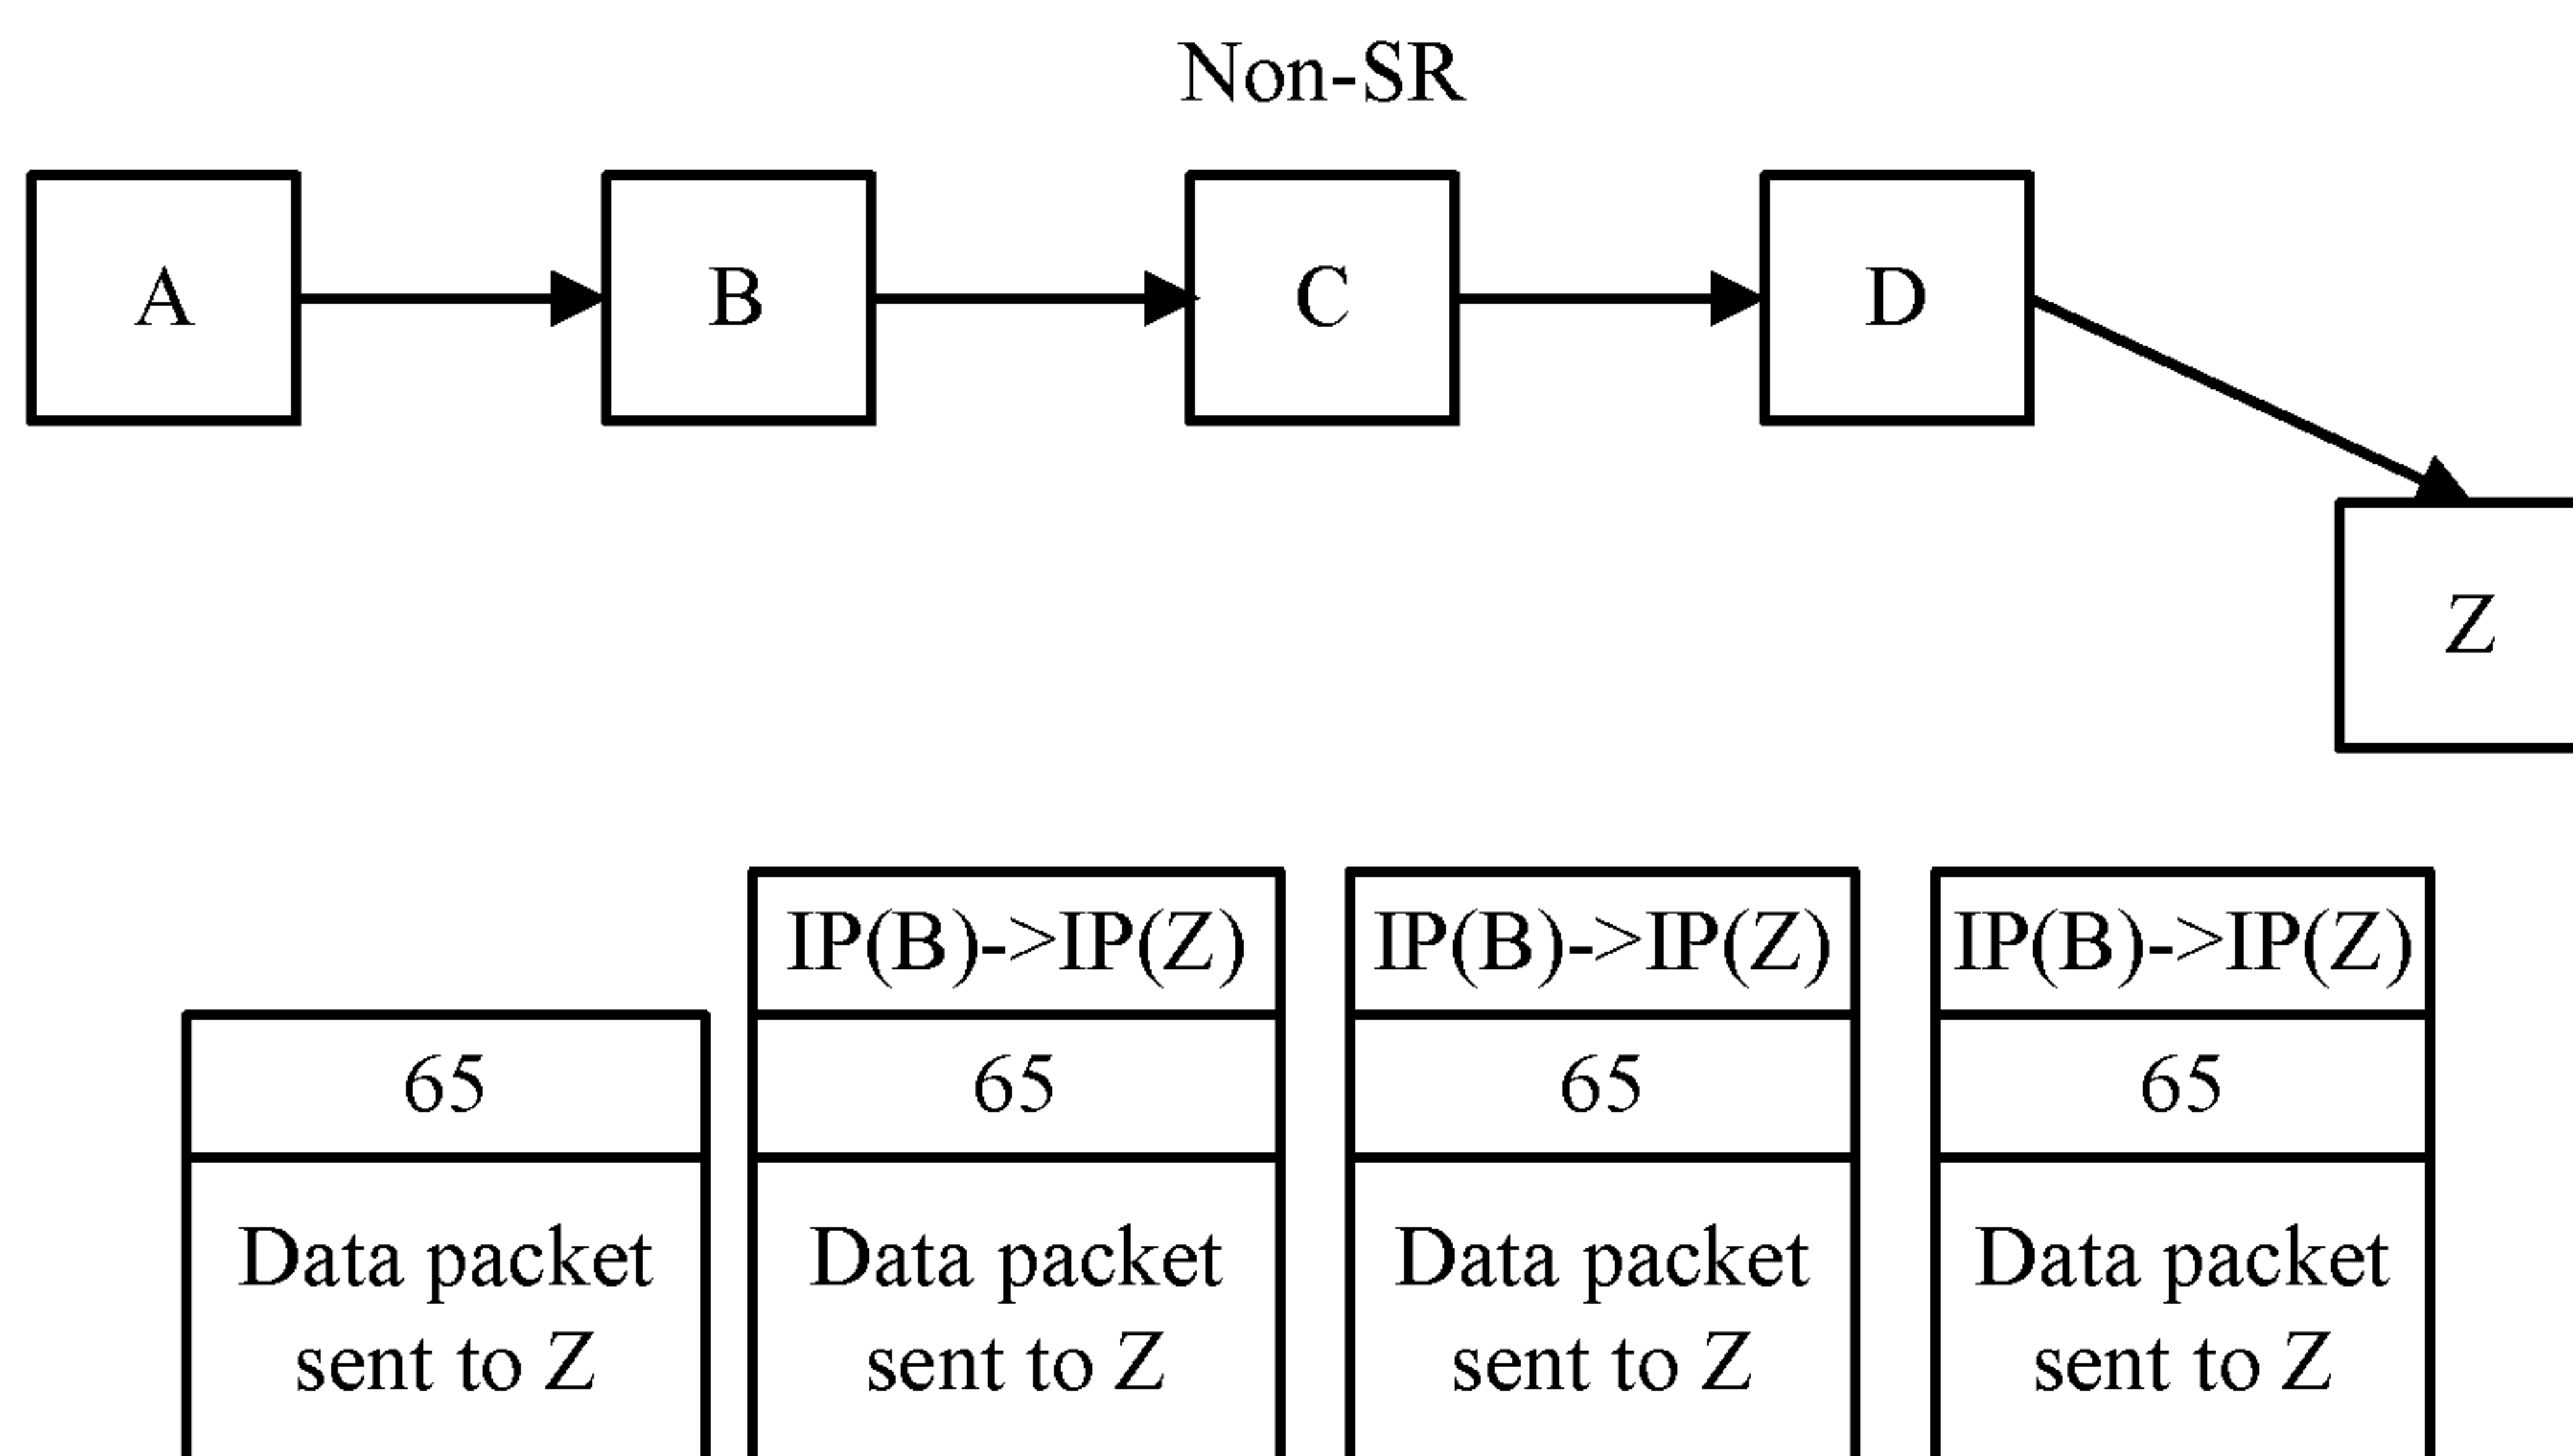 Non-SR
A
B
C
D
Z
IP(B)->IP(Z)
IP(B)->IP(Z)
IP(B)->IP(Z)
65
65
65
65
Data packet
sent to Z
Data packet
sent to Z
Data packet
sent to Z
Data packet
sent to Z